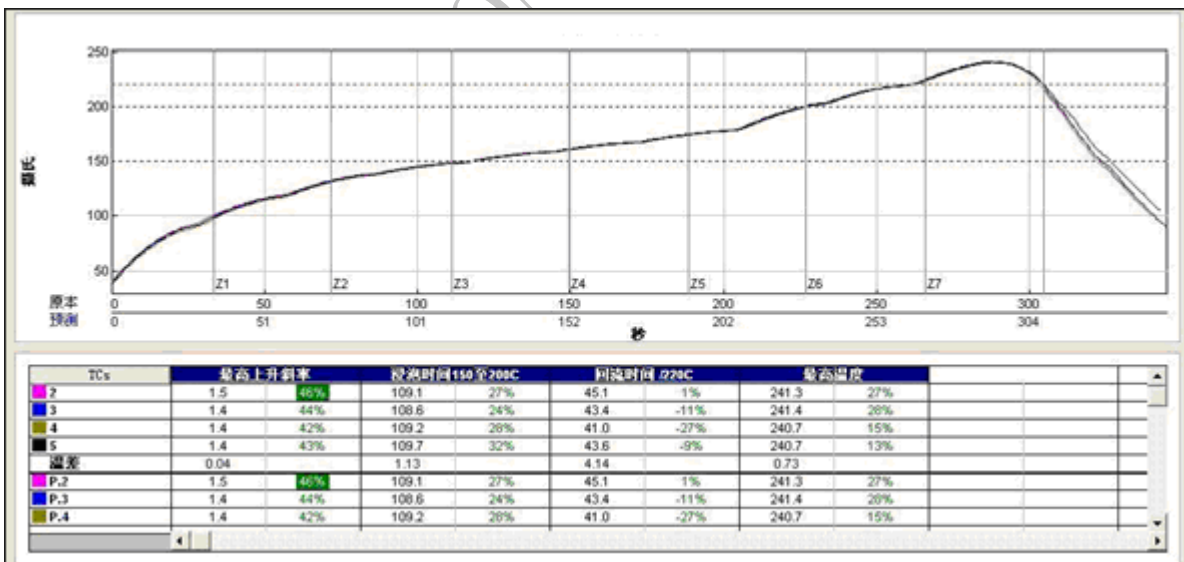 250
200
150
100
50
摄氏
Z1 Z2 Z3 Z4 Z5 Z6 Z7
原本 0 50 100 150 200 250 300
预测 0 51 101 152 202 253 304
秒
TCs 最高上升斜率 浸泡时间150至200C 回流时间 /220C 最高温度
2 1.5 46% 109.1 27% 45.1 1% 241.3 27%
3 1.4 44% 108.6 24% 43.4 -11% 241.4 28%
4 1.4 42% 109.2 28% 41.0 -27% 240.7 15%
5 1.4 43% 109.7 32% 43.6 -9% 240.7 13%
温差 0.04 1.13 4.14 0.73
P.2 1.5 46% 109.1 27% 45.1 1% 241.3 27%
P.3 1.4 44% 108.6 24% 43.4 -11% 241.4 28%
P.4 1.4 42% 109.2 28% 41.0 -27% 240.7 15%